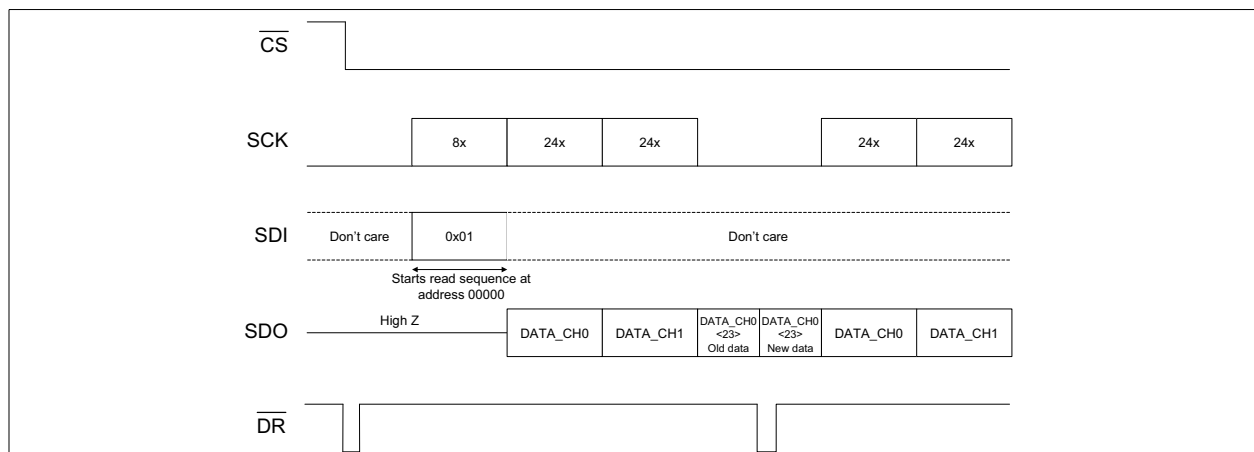 CS
SCK
8x
24x
24x
24x
24x
SDI
Don't care
0x01
Don't care
Starts read sequence at
address 00000
SDO
High Z
DATA_CH0
DATA_CH1
DATA_CH0
<23>
Old data
DATA_CH0
<23>
New data
DATA_CH0
DATA_CH1
DR